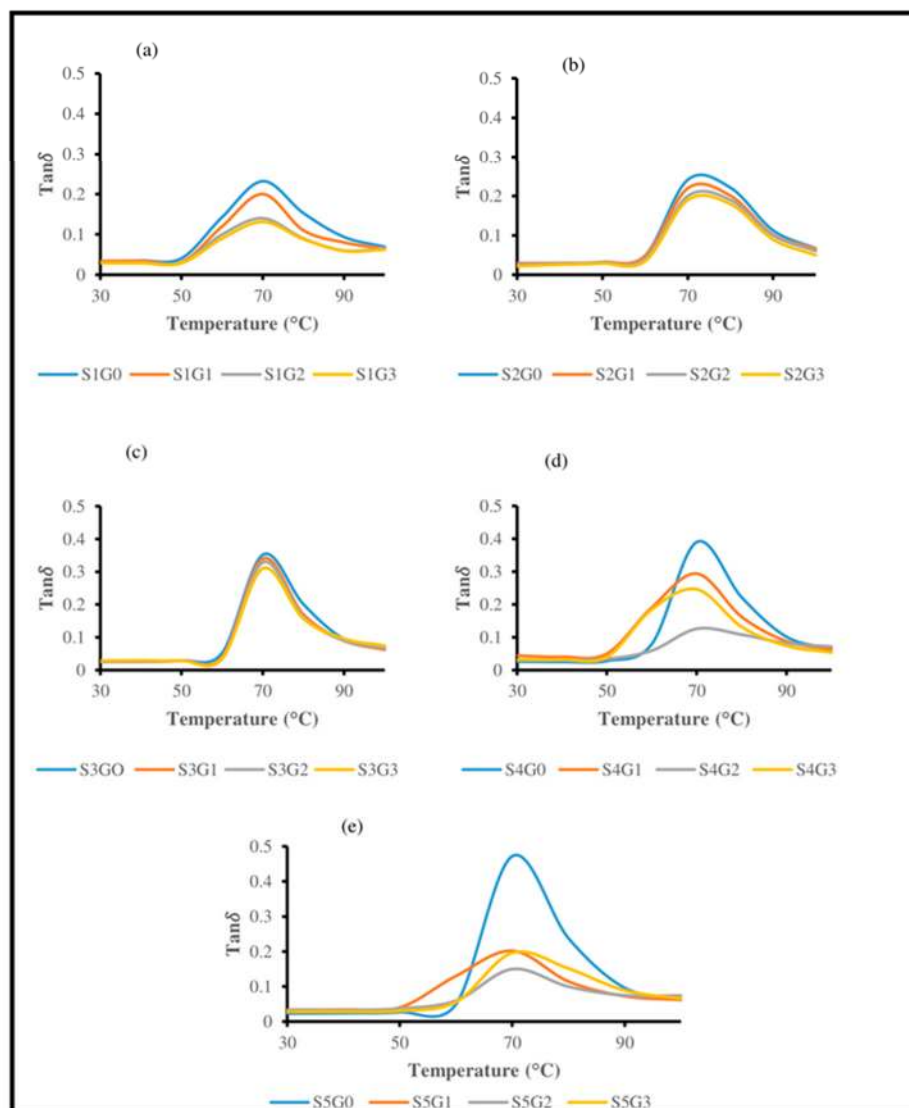 (a)
0.5
0.4
0.3
0.2
0.1
0
Tanδ
30 50 70 90
Temperature (°C)
S1G0 S1G1 S1G2 S1G3
(b)
0.5
0.4
0.3
0.2
0.1
0
Tanδ
30 50 70 90
Temperature (°C)
S2G0 S2G1 S2G2 S2G3
(c)
0.5
0.4
0.3
0.2
0.1
0
Tanδ
30 50 70 90
Temperature (°C)
S3GO S3G1 S3G2 S3G3
(d)
0.5
0.4
0.3
0.2
0.1
0
Tanδ
30 50 70 90
Temperature (°C)
S4G0 S4G1 S4G2 S4G3
(e)
0.5
0.4
0.3
0.2
0.1
0
Tanδ
30 50 70 90
Temperature (°C)
S5G0 S5G1 S5G2 S5G3